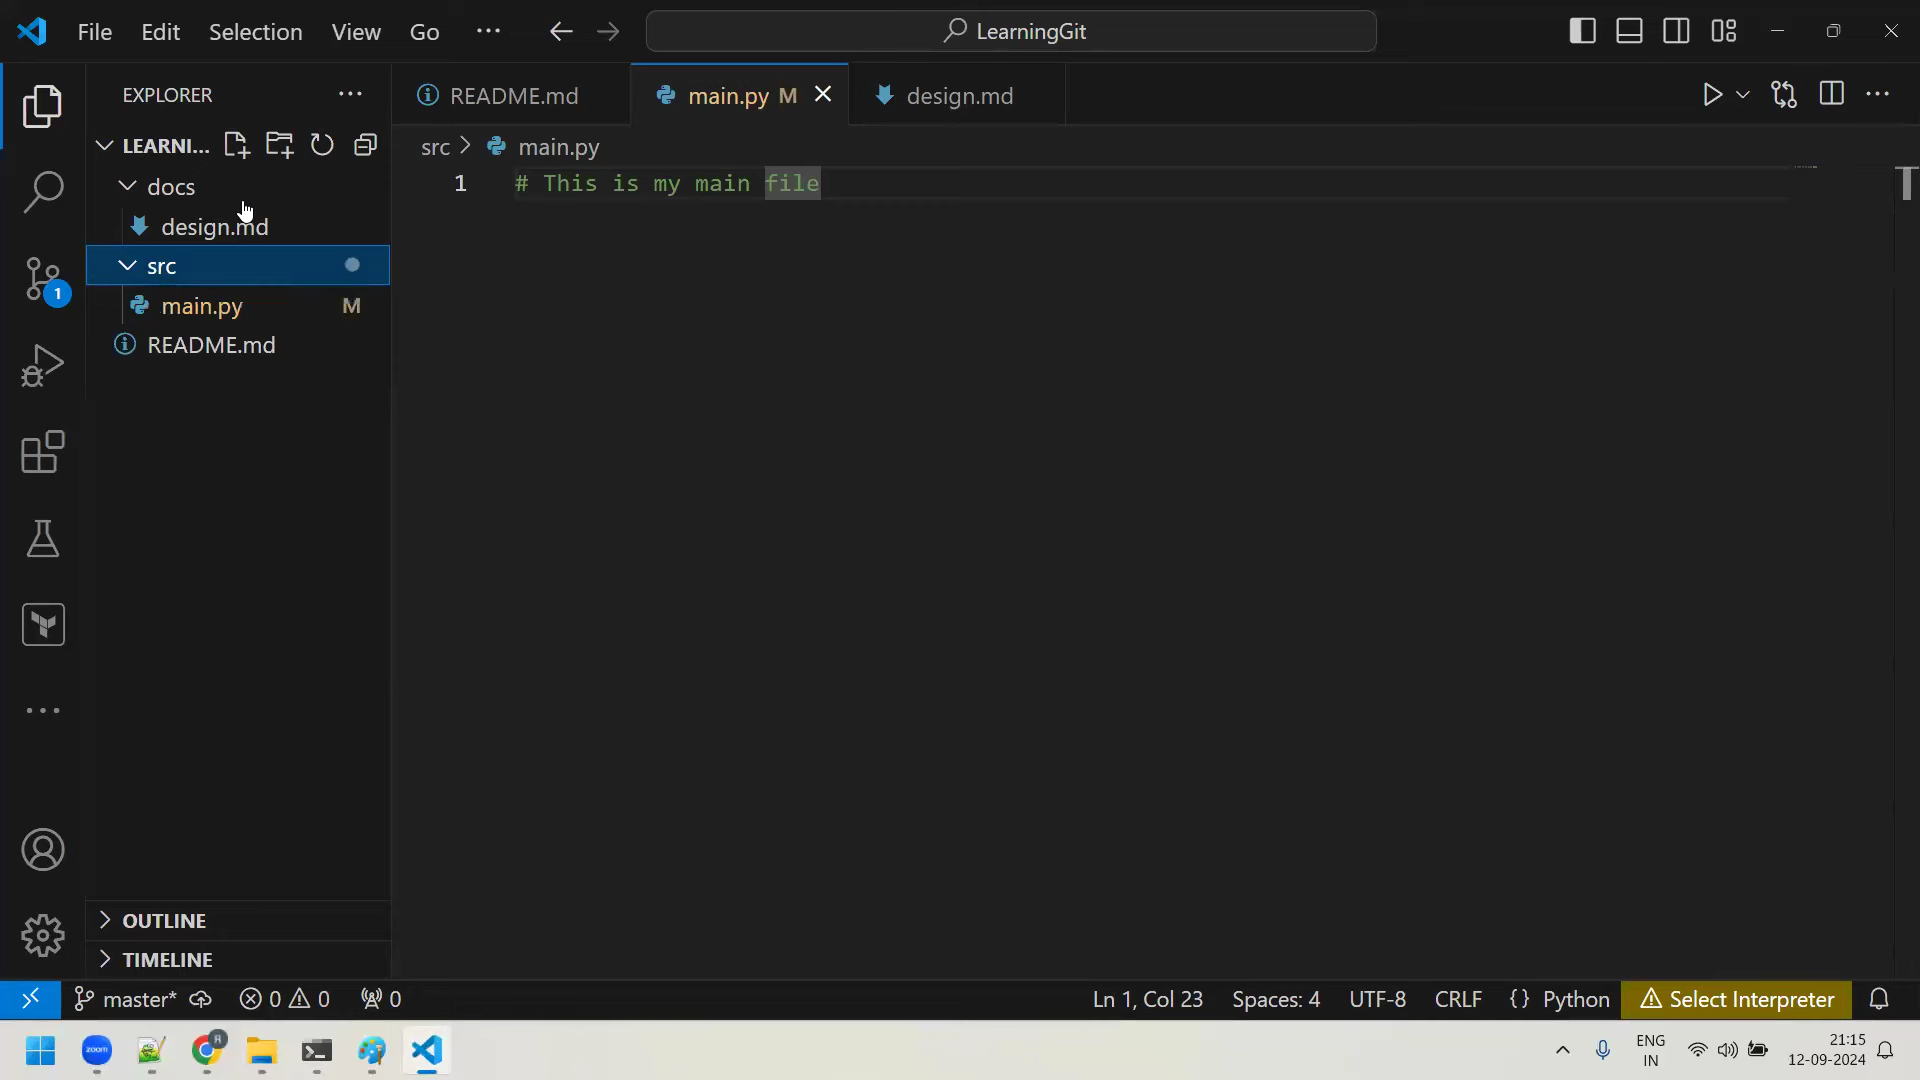 File Edit Selection View Go ··· LearningGit
EXPLORER ···
README.md
main.py M
design.md
LEARNI...
src > main.py
docs
design.md
src
main.py M
README.md
1 # This is my main file
1
OUTLINE
TIMELINE
master* 0 0 0 Ln 1, Col 23 Spaces: 4 UTF-8 CRLF {} Python Select Interpreter
zoom
R
ENG
IN
21:15
12-09-2024